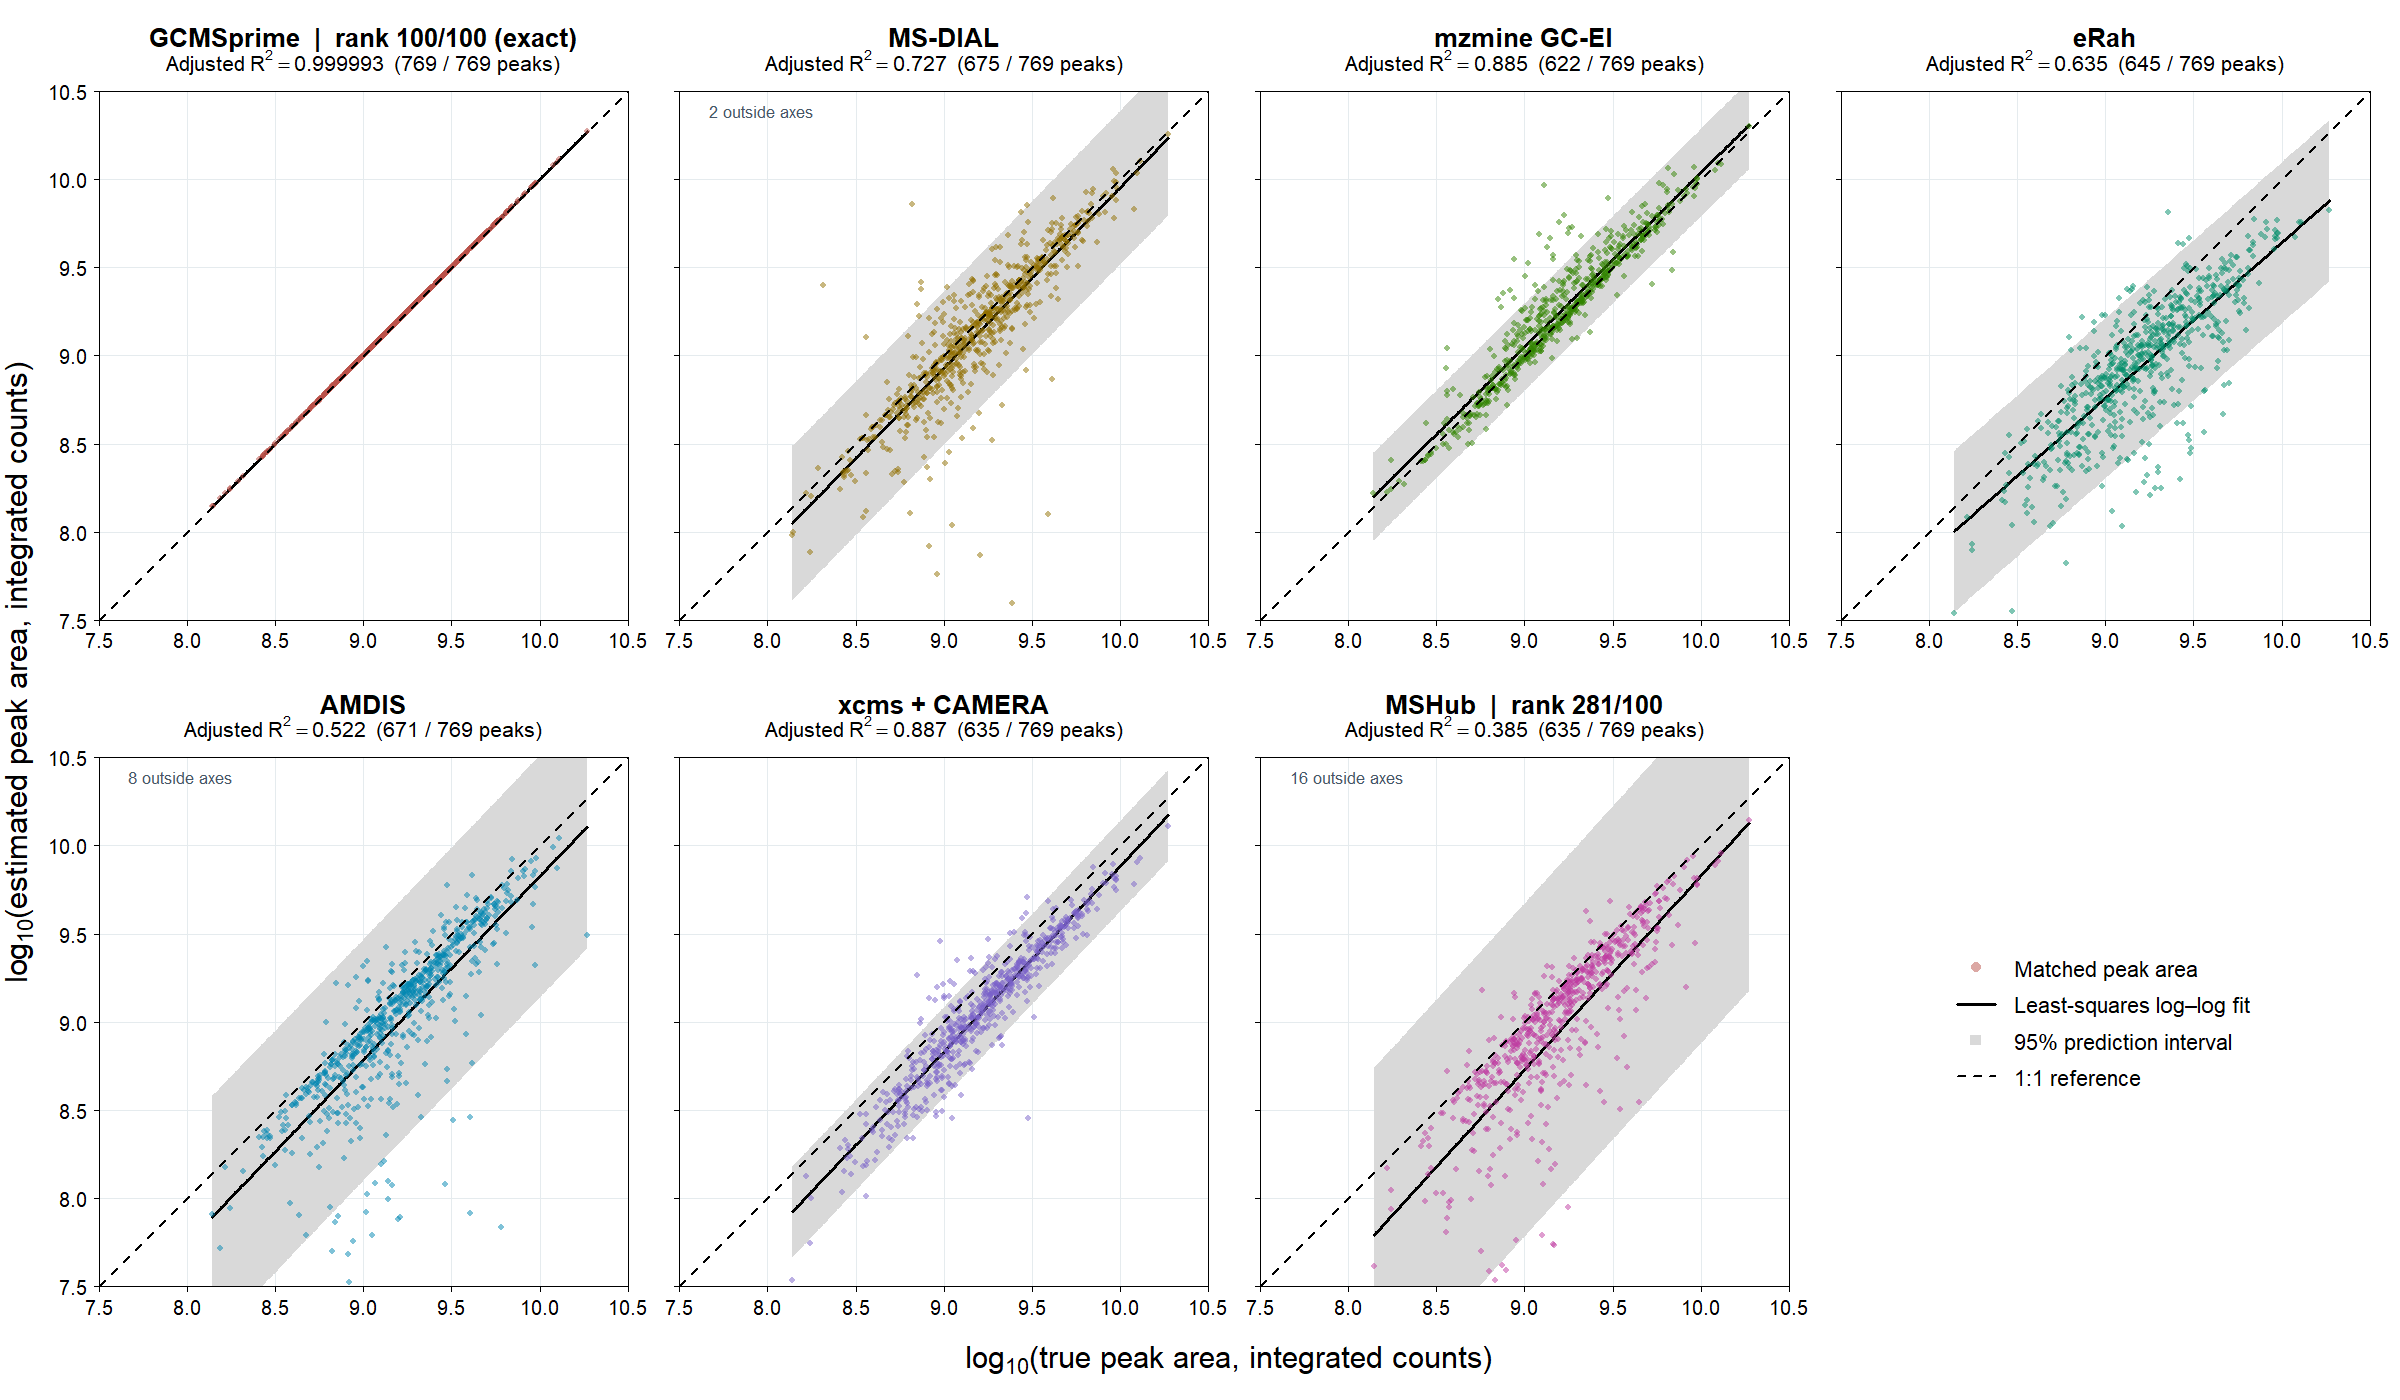 GCMSprime | rank 100/100 (exact)
Adjusted R² = 0.999993 (769 / 769 peaks)
MS-DIAL
Adjusted R² = 0.727 (675 / 769 peaks)
mzmine GC-EI
Adjusted R² = 0.885 (622 / 769 peaks)
eRah
Adjusted R² = 0.635 (645 / 769 peaks)
2 outside axes
10.5
10.0
9.5
9.0
8.5
8.0
7.5
7.5 8.0 8.5 9.0 9.5 10.0 10.5
7.5 8.0 8.5 9.0 9.5 10.0 10.5
7.5 8.0 8.5 9.0 9.5 10.0 10.5
7.5 8.0 8.5 9.0 9.5 10.0 10.5
log₁₀(estimated peak area, integrated counts)
AMDIS
Adjusted R² = 0.522 (671 / 769 peaks)
xcms + CAMERA
Adjusted R² = 0.887 (635 / 769 peaks)
MSHub | rank 281/100
Adjusted R² = 0.385 (635 / 769 peaks)
8 outside axes
16 outside axes
10.5
10.0
9.5
9.0
8.5
8.0
7.5
7.5 8.0 8.5 9.0 9.5 10.0 10.5
7.5 8.0 8.5 9.0 9.5 10.0 10.5
7.5 8.0 8.5 9.0 9.5 10.0 10.5
Matched peak area
Least-squares log–log fit
95% prediction interval
1:1 reference
log₁₀(true peak area, integrated counts)